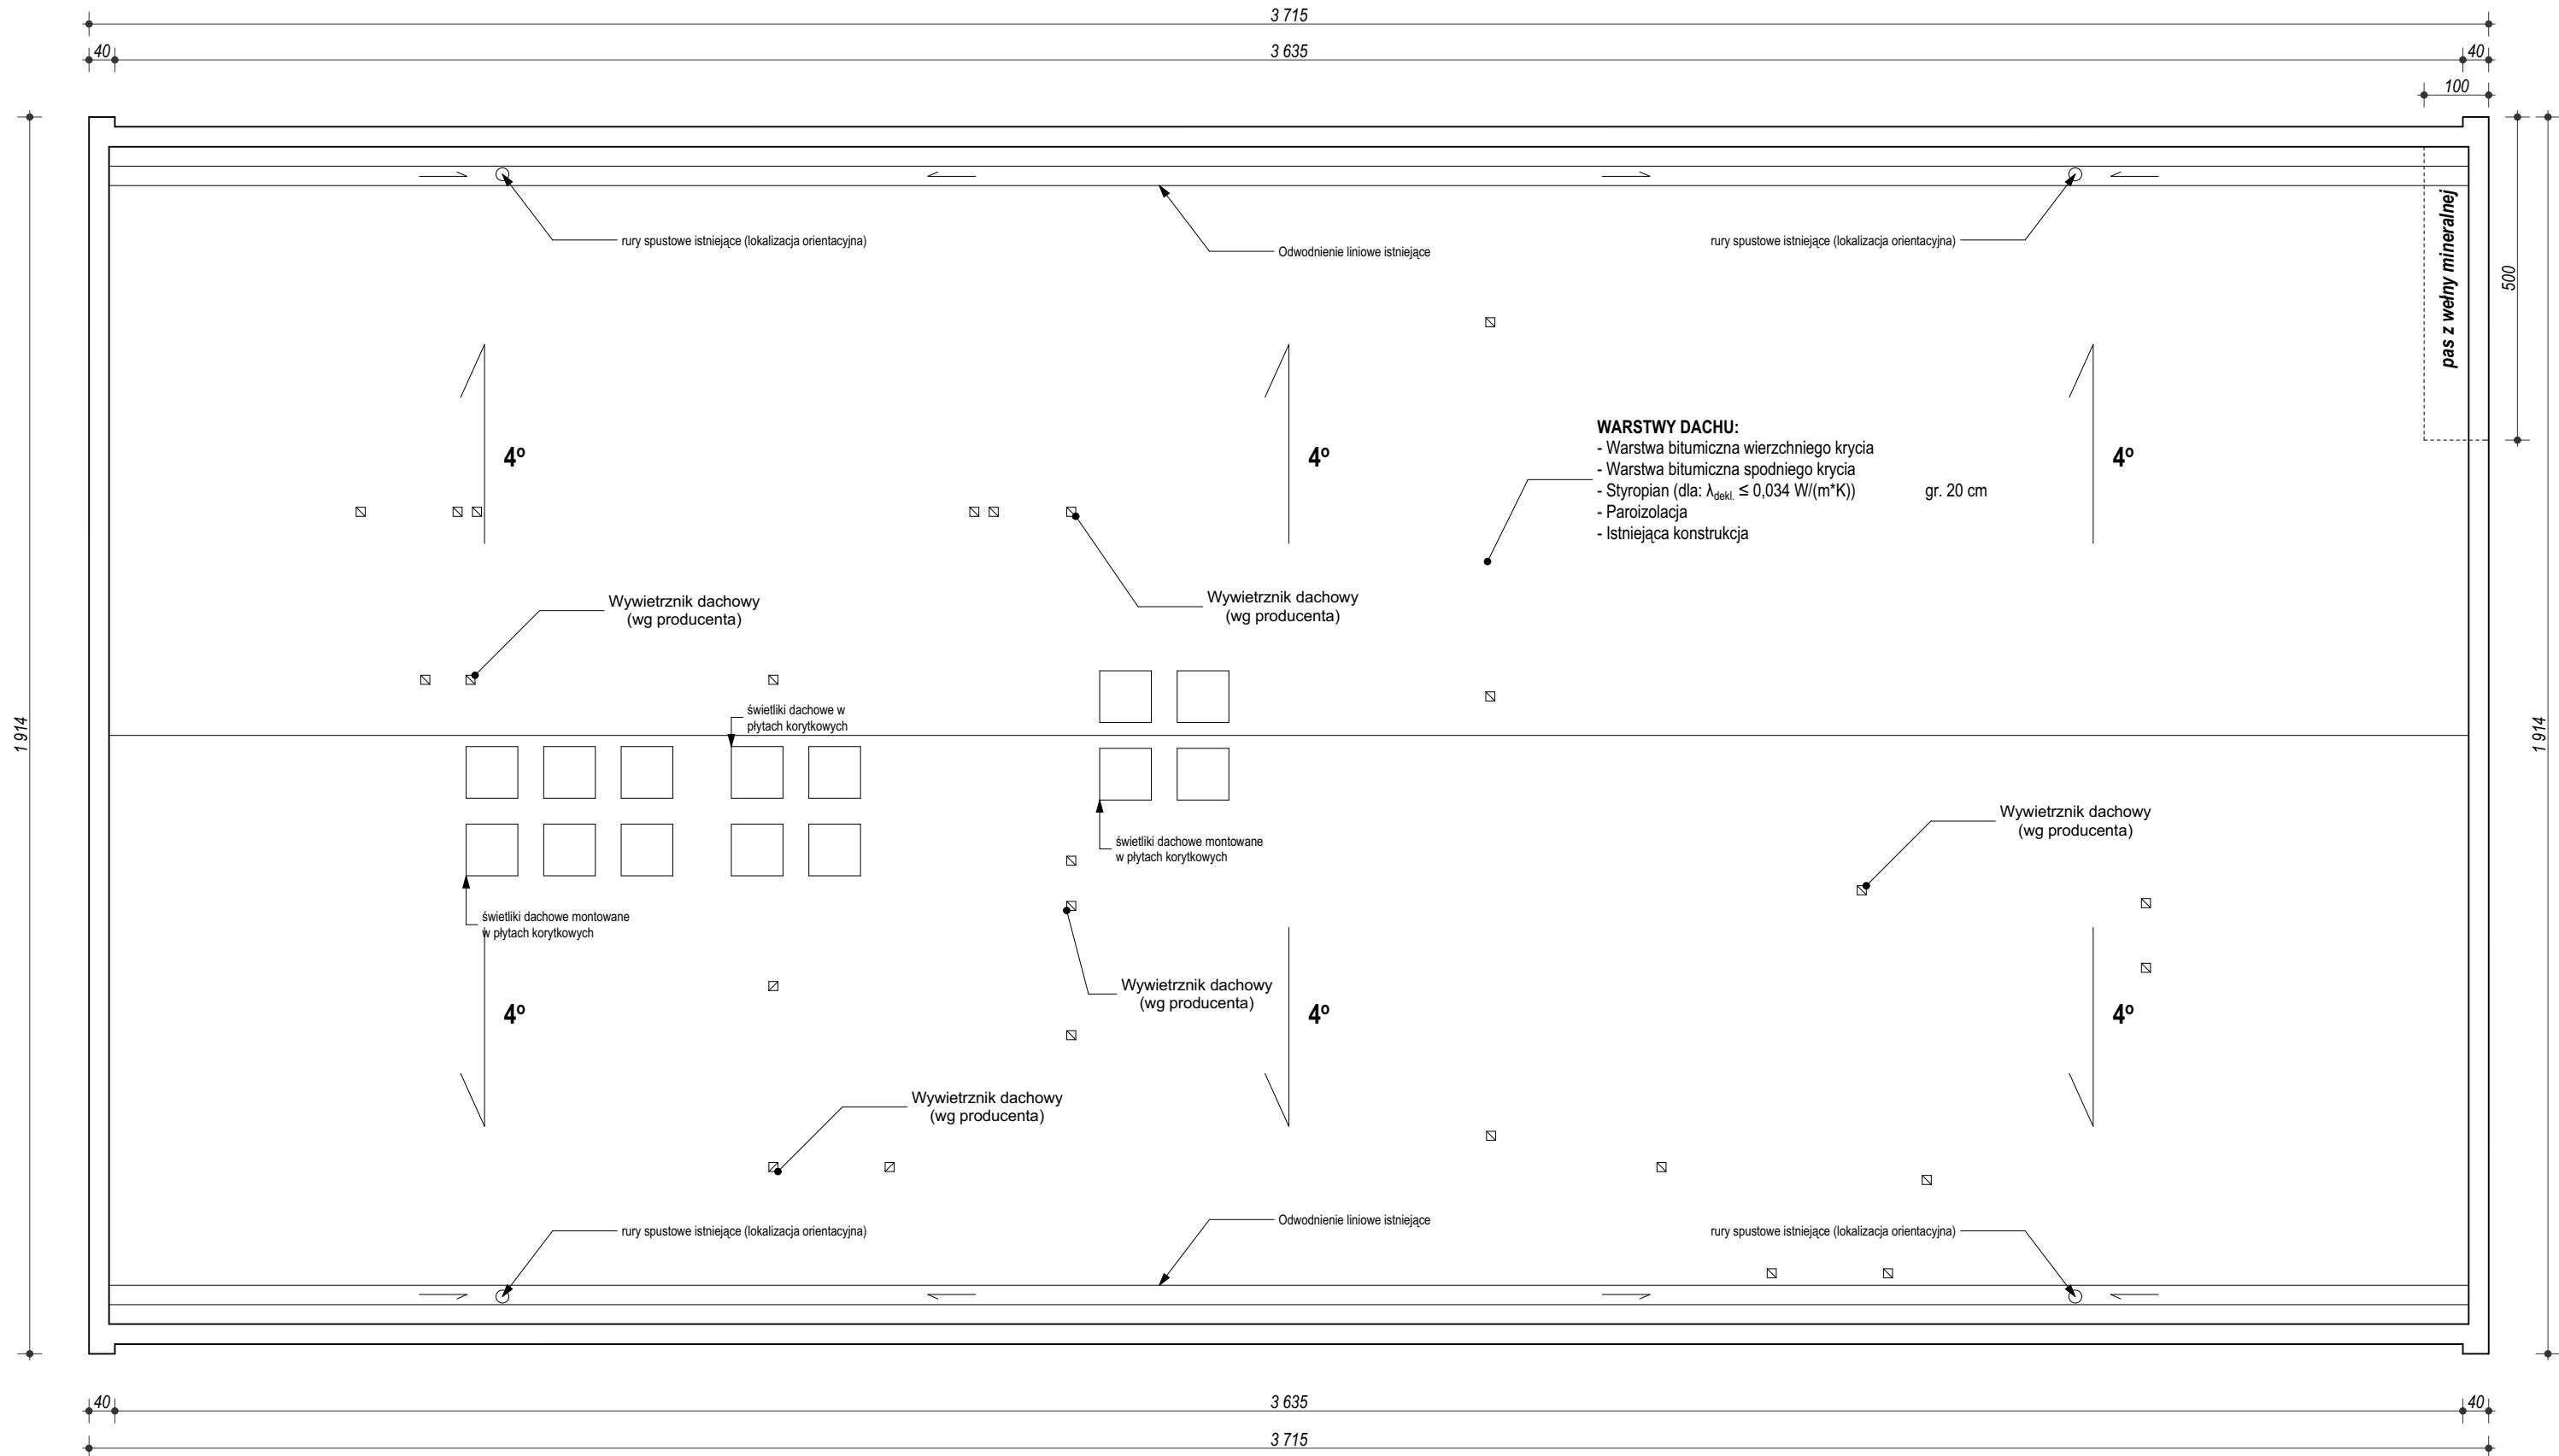 3 715
40
3 635
40
100
rury spustowe istniejące (lokalizacja orientacyjna)
Odwodnienie liniowe istniejące
rury spustowe istniejące (lokalizacja orientacyjna)
pas z wełny mineralnej
500
4º
4º
4º
WARSTWY DACHU:
- Warstwa bitumiczna wierzchniego krycia
- Warstwa bitumiczna spodniego krycia
- Styropian (dla: λdekl. ≤ 0,034 W/(m*K)) gr. 20 cm
- Paroizolacja
- Istniejąca konstrukcja
Wywietrznik dachowy
(wg producenta)
Wywietrznik dachowy
(wg producenta)
świetliki dachowe w
płytach korytkowych
1 914
1 914
Wywietrznik dachowy
(wg producenta)
świetliki dachowe montowane
w płytach korytkowych
świetliki dachowe montowane
w płytach korytkowych
Wywietrznik dachowy
(wg producenta)
4º
4º
4º
Wywietrznik dachowy
(wg producenta)
rury spustowe istniejące (lokalizacja orientacyjna)
Odwodnienie liniowe istniejące
rury spustowe istniejące (lokalizacja orientacyjna)
40
3 635
40
3 715